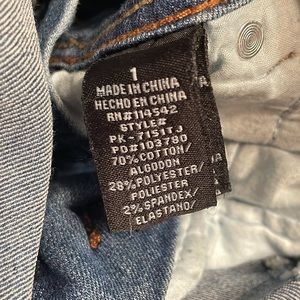 1
MADE IN CHINA
HECHO EN CHINA
RN#114542
STYLE#
PK-7151TJ
PO#103780
70%COTTON/
ALGODON
28%POLYESTER/
POLIESTER
2%SPANDEX/
ELASTANO/